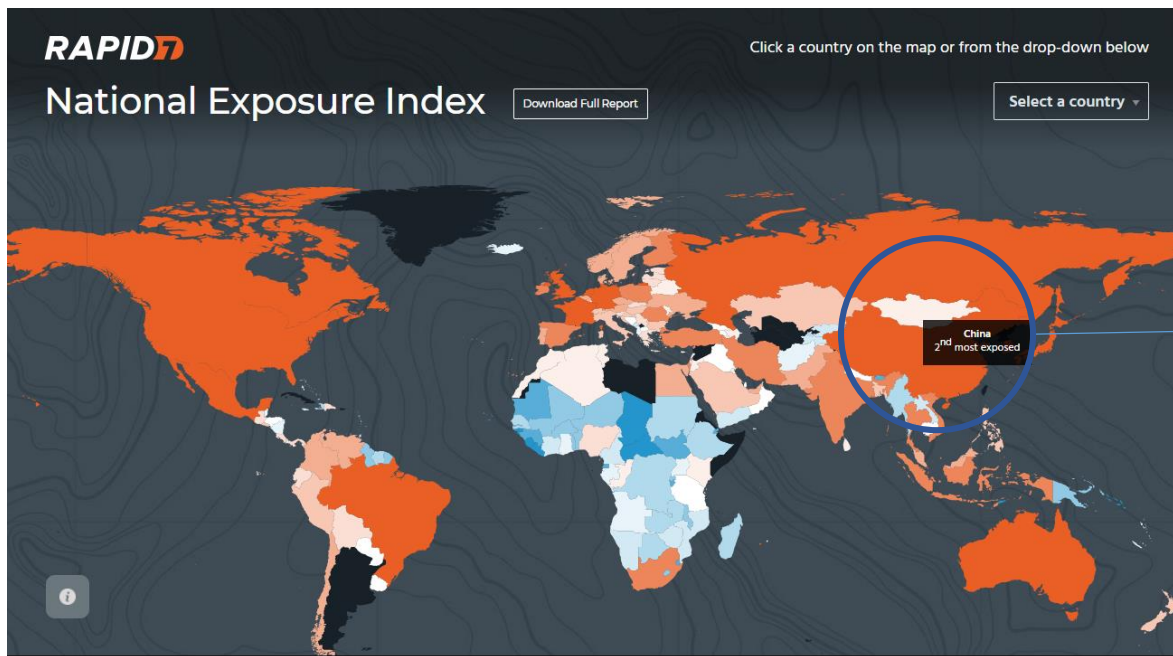 RAPID7
Click a country on the map or from the drop-down below
National Exposure Index
Download Full Report
Select a country
China
2nd most exposed
i